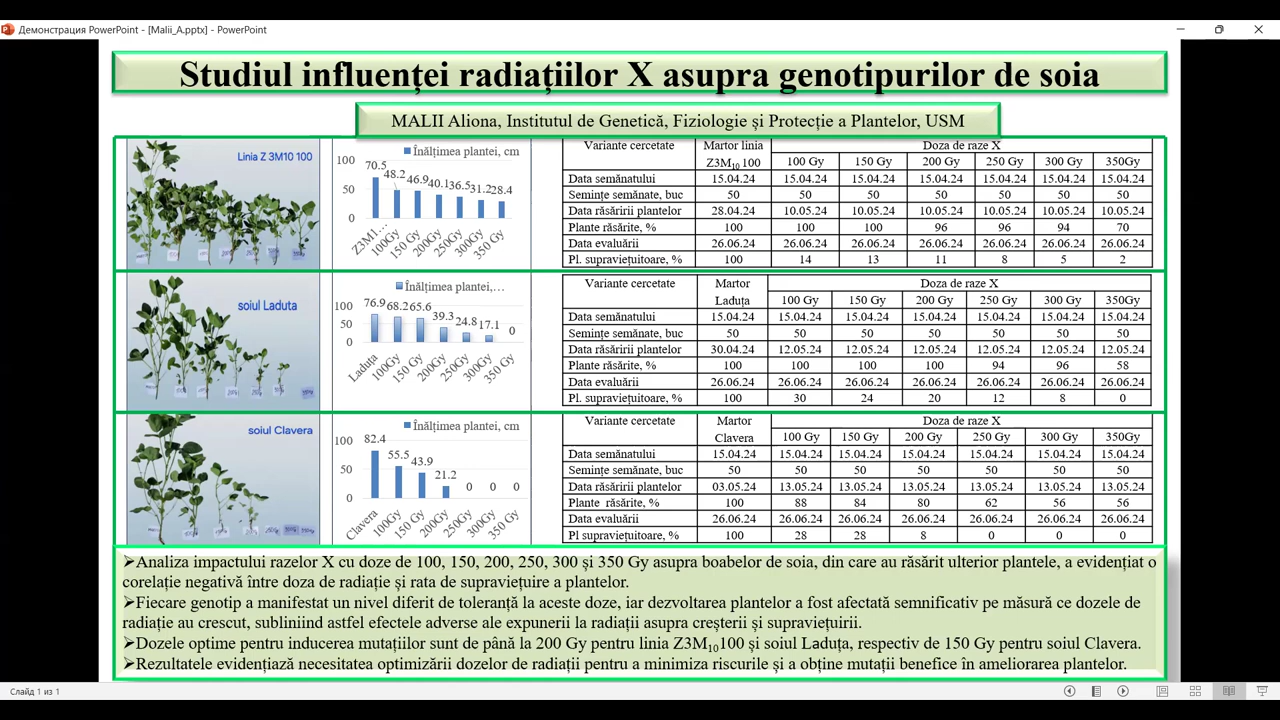 Демонстрация PowerPoint - [Malii_A.pptx] - PowerPoint
Studiul influenței radiațiilor X asupra genotipurilor de soia
MALII Aliona, Institutul de Genetică, Fiziologie și Protecție a Plantelor, USM
Linia Z 3M10 100
Înălțimea plantei, cm
100
50
0
70.5 48.2 46.9 40.1 36.5 31.2 28.4
Z3M1… 100Gy 150 Gy 200Gy 250Gy 300Gy 350 Gy
Variante cercetate Martor linia Z3M10 100 Doza de raze X
100 Gy 150 Gy 200 Gy 250 Gy 300 Gy 350Gy
Data semănatului 15.04.24 15.04.24 15.04.24 15.04.24 15.04.24 15.04.24 15.04.24
Semințe semănate, buc 50 50 50 50 50 50 50
Data răsăririi plantelor 28.04.24 10.05.24 10.05.24 10.05.24 10.05.24 10.05.24 10.05.24
Plante răsărite, % 100 100 100 96 96 94 70
Data evaluării 26.06.24 26.06.24 26.06.24 26.06.24 26.06.24 26.06.24 26.06.24
Pl. supraviețuitoare, % 100 14 13 11 8 5 2
soiul Laduta
Înălțimea plantei,…
100
50
0
76.9 68.2 65.6 39.3 24.8 17.1 0
Laduta 100Gy 150 Gy 200Gy 250Gy 300Gy 350 Gy
Variante cercetate Martor Laduța Doza de raze X
100 Gy 150 Gy 200 Gy 250 Gy 300 Gy 350Gy
Data semănatului 15.04.24 15.04.24 15.04.24 15.04.24 15.04.24 15.04.24 15.04.24
Semințe semănate, buc 50 50 50 50 50 50 50
Data răsăririi plantelor 30.04.24 12.05.24 12.05.24 12.05.24 12.05.24 12.05.24 12.05.24
Plante răsărite, % 100 100 100 100 94 96 58
Data evaluării 26.06.24 26.06.24 26.06.24 26.06.24 26.06.24 26.06.24 26.06.24
Pl. supraviețuitoare, % 100 30 24 20 12 8 0
soiul Clavera
Înălțimea plantei, cm
100
50
0
82.4 55.5 43.9 21.2 0 0 0
Clavera 100Gy 150 Gy 200Gy 250Gy 300Gy 350 Gy
Variante cercetate Martor Clavera Doza de raze X
100 Gy 150 Gy 200 Gy 250 Gy 300 Gy 350Gy
Data semănatului 15.04.24 15.04.24 15.04.24 15.04.24 15.04.24 15.04.24 15.04.24
Semințe semănate, buc 50 50 50 50 50 50 50
Data răsăririi plantelor 03.05.24 13.05.24 13.05.24 13.05.24 13.05.24 13.05.24 13.05.24
Plante răsărite, % 100 88 84 80 62 56 56
Data evaluării 26.06.24 26.06.24 26.06.24 26.06.24 26.06.24 26.06.24 26.06.24
Pl supraviețuitoare, % 100 28 28 8 0 0 0
➢Analiza impactului razelor X cu doze de 100, 150, 200, 250, 300 și 350 Gy asupra boabelor de soia, din care au răsărit ulterior plantele, a evidențiat o
corelație negativă între doza de radiație și rata de supraviețuire a plantelor.
➢Fiecare genotip a manifestat un nivel diferit de toleranță la aceste doze, iar dezvoltarea plantelor a fost afectată semnificativ pe măsură ce dozele de
radiație au crescut, subliniind astfel efectele adverse ale expunerii la radiații asupra creșterii și supraviețuirii.
➢Dozele optime pentru inducerea mutațiilor sunt de până la 200 Gy pentru linia Z3M10100 și soiul Laduța, respectiv de 150 Gy pentru soiul Clavera.
➢Rezultatele evidențiază necesitatea optimizării dozelor de radiații pentru a minimiza riscurile și a obține mutații benefice în ameliorarea plantelor.
Слайд 1 из 1